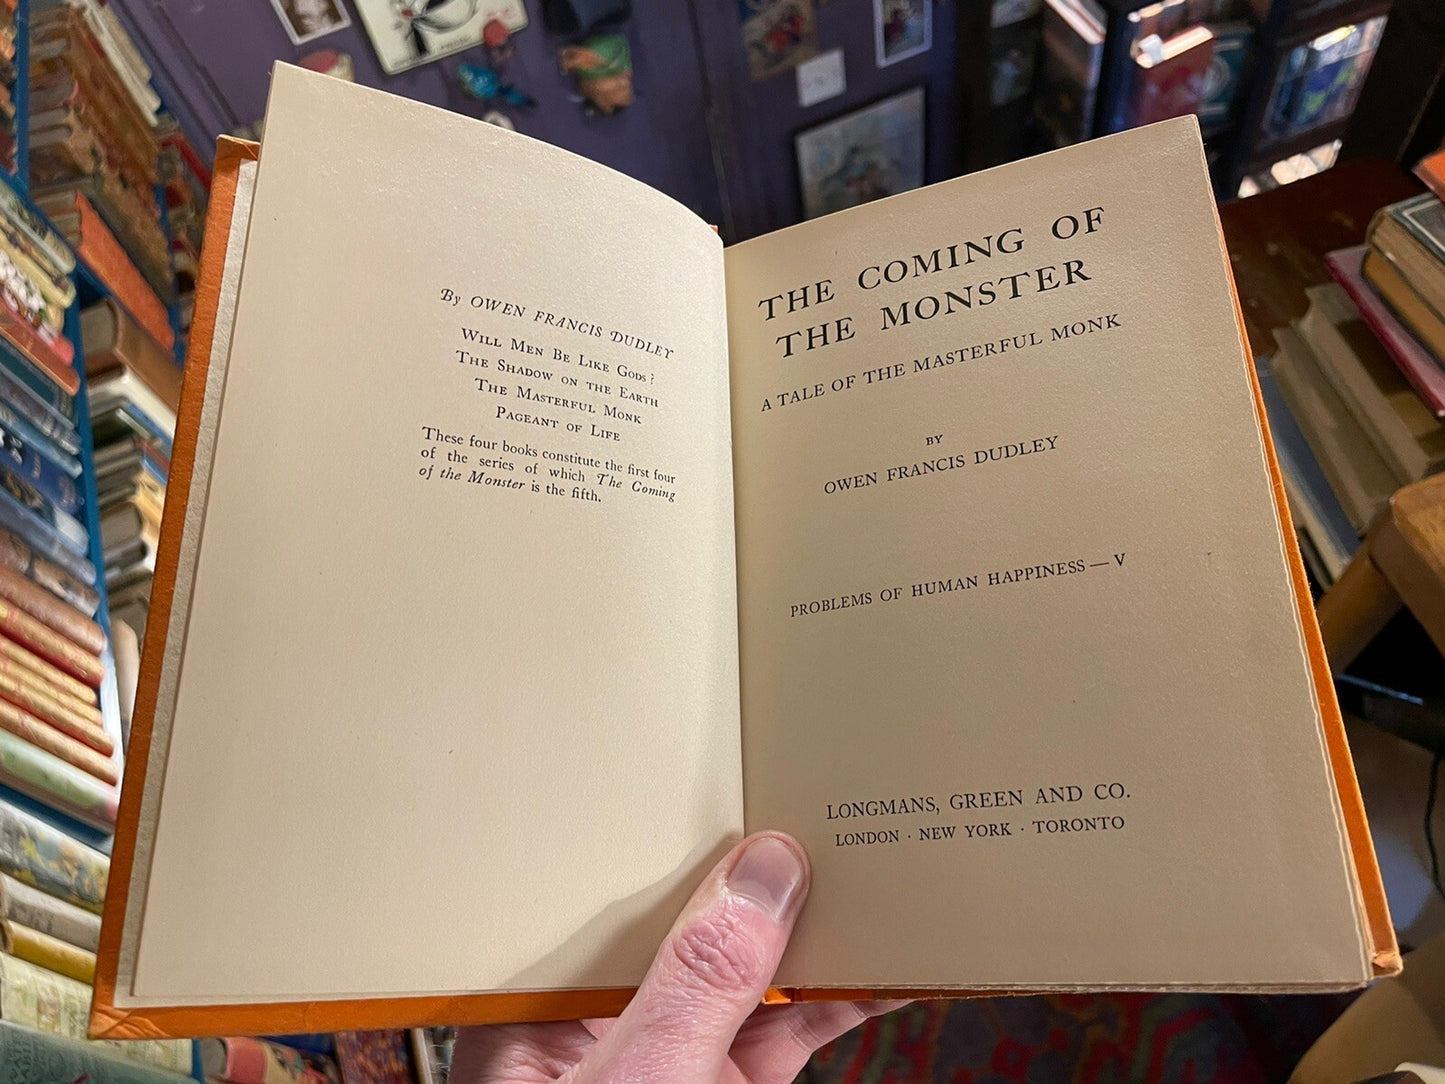 By OWEN FRANCIS DUDLEY
WILL MEN BE LIKE GODS?
THE SHADOW ON THE EARTH
THE MASTERFUL MONK
PAGEANT OF LIFE
These four books constitute the first four
of the series of which The Coming
of the Monster is the fifth.
THE COMING OF
THE MONSTER
A TALE OF THE MASTERFUL MONK
BY
OWEN FRANCIS DUDLEY
PROBLEMS OF HUMAN HAPPINESS — V
LONGMANS, GREEN AND CO.
LONDON · NEW YORK · TORONTO